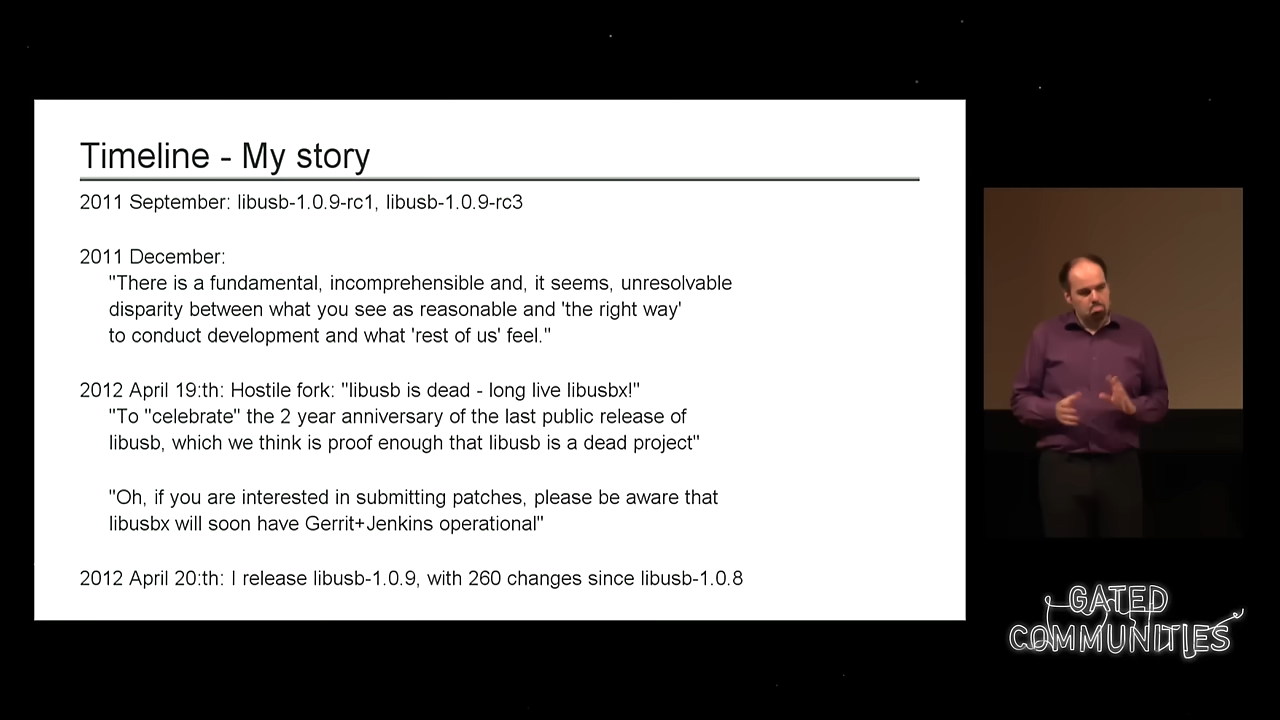 Timeline - My story
2011 September: libusb-1.0.9-rc1, libusb-1.0.9-rc3
2011 December:
"There is a fundamental, incomprehensible and, it seems, unresolvable
disparity between what you see as reasonable and 'the right way'
to conduct development and what 'rest of us' feel."
2012 April 19:th: Hostile fork: "libusb is dead - long live libusbx!"
"To "celebrate" the 2 year anniversary of the last public release of
libusb, which we think is proof enough that libusb is a dead project"
"Oh, if you are interested in submitting patches, please be aware that
libusbx will soon have Gerrit+Jenkins operational"
2012 April 20:th: I release libusb-1.0.9, with 260 changes since libusb-1.0.8
GATED
COMMUNITIES